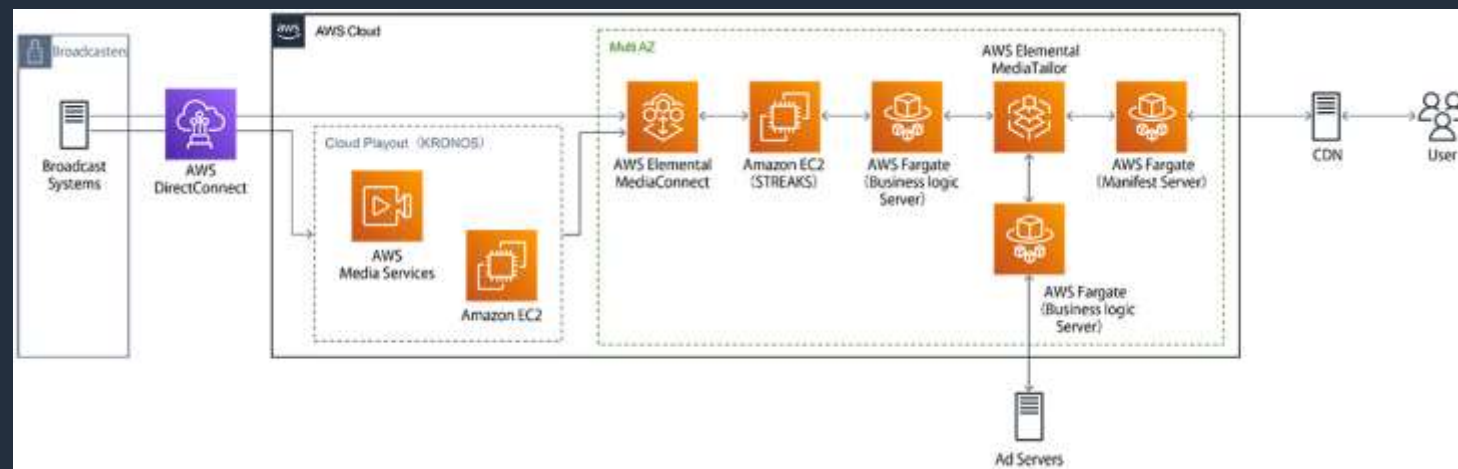 aws
AWS Cloud
Broadcasters
Multi AZ
AWS Elemental
MediaTailor
Cloud Playout (KRONOS)
Broadcast
Systems
AWS
DirectConnect
AWS Elemental
MediaConnect
Amazon EC2
(STREAKS)
AWS Fargate
(Business logic
Server)
AWS Fargate
(Manifest Server)
CDN
User
AWS
Media Services
Amazon EC2
AWS Fargate
(Business logic
Server)
Ad Servers